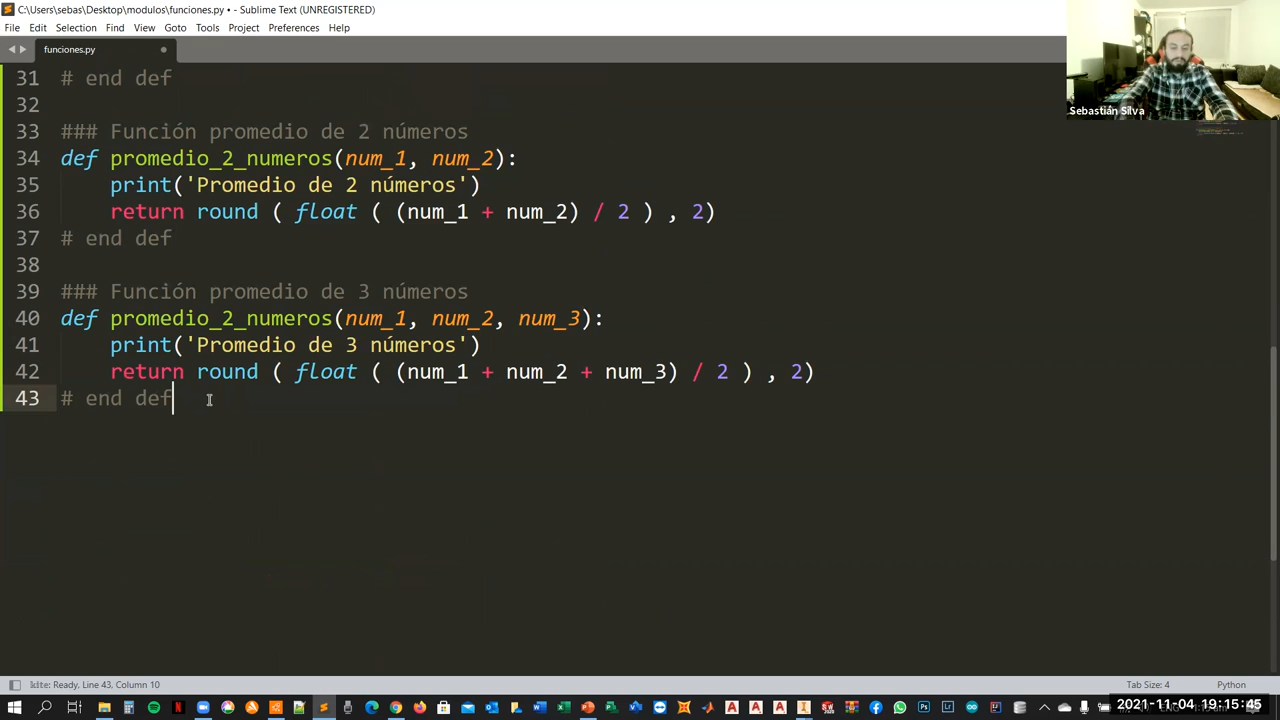 C:\Users\sebas\Desktop\modulos\funciones.py • - Sublime Text (UNREGISTERED)
File Edit Selection Find View Goto Tools Project Preferences Help
funciones.py
Sebastián Silva
31 # end def
32
33 ### Función promedio de 2 números
34 def promedio_2_numeros(num_1, num_2):
35     print('Promedio de 2 números')
36     return round ( float ( (num_1 + num_2) / 2 ) , 2)
37 # end def
38
39 ### Función promedio de 3 números
40 def promedio_2_numeros(num_1, num_2, num_3):
41     print('Promedio de 3 números')
42     return round ( float ( (num_1 + num_2 + num_3) / 2 ) , 2)
43 # end def
Ready, Line 43, Column 10
Tab Size: 4
Python
2021-11-04 19:15:45